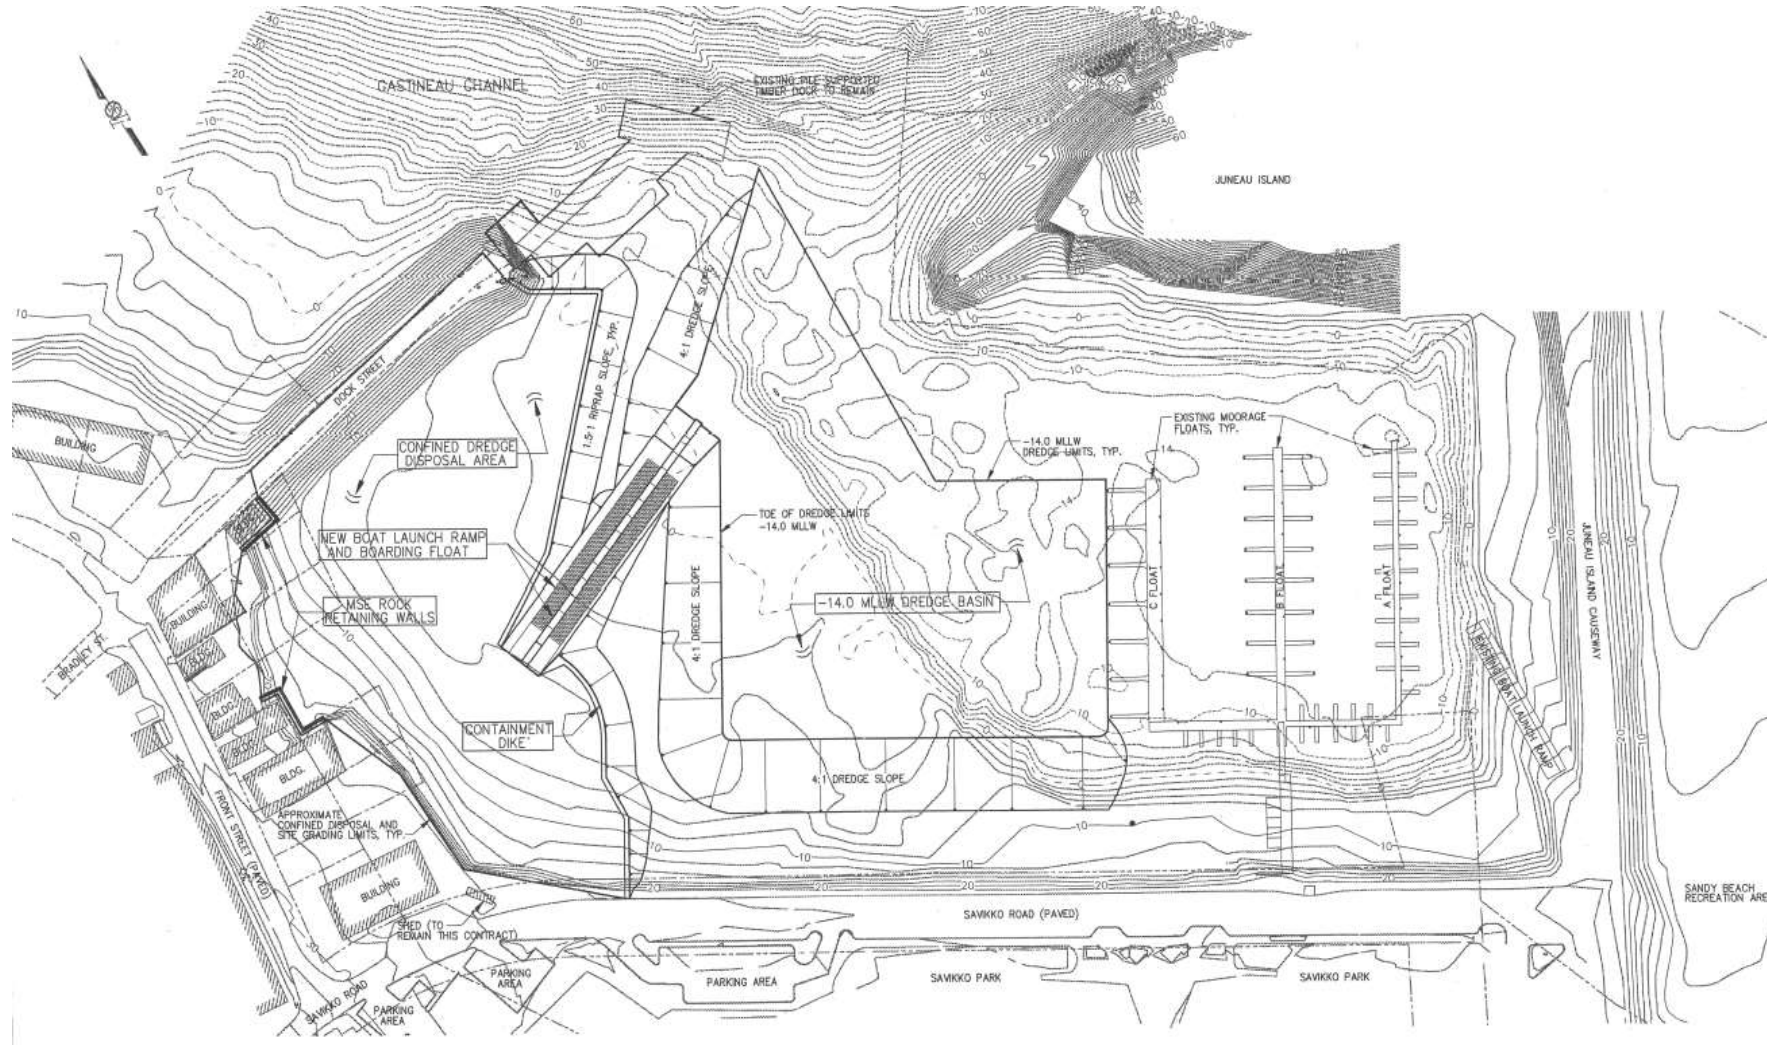 GASTINEAU CHANNEL
EXISTING PILE SUPPORTED
TIMBER DOCK TO REMAIN
JUNEAU ISLAND
DOCK STREET
1.5:1 RIPRAP SLOPE, TYP.
4:1 DREDGE SLOPE
BUILDING
CONFINED DREDGE
DISPOSAL AREA
EXISTING MOORAGE
FLOATS, TYP.
-14.0 MLLW
DREDGE LIMITS, TYP.
TOE OF DREDGE LIMITS
-14.0 MLLW
NEW BOAT LAUNCH RAMP
AND BOARDING FLOAT
C FLOAT
B FLOAT
A FLOAT
JUNEAU ISLAND CAUSEWAY
MSE ROCK
RETAINING WALLS
-14.0 MLLW DREDGE BASIN
4:1 DREDGE SLOPE
BUILDING
BRADLEY ST.
BLDG.
BLDG.
BLDG.
BLDG.
EXISTING BOAT LAUNCH RAMP
CONTAINMENT
DIKE
4:1 DREDGE SLOPE
APPROXIMATE
CONFINED DISPOSAL AND
SITE GRADING LIMITS, TYP.
FRONT STREET (PAVED)
BUILDING
SHED (TO
REMAIN THIS CONTRACT)
SAVIKKO ROAD (PAVED)
SANDY BEACH
RECREATION ARE
PARKING
AREA
PARKING AREA
SAVIKKO PARK
SAVIKKO PARK
SAVIKKO ROAD
PARKING
AREA